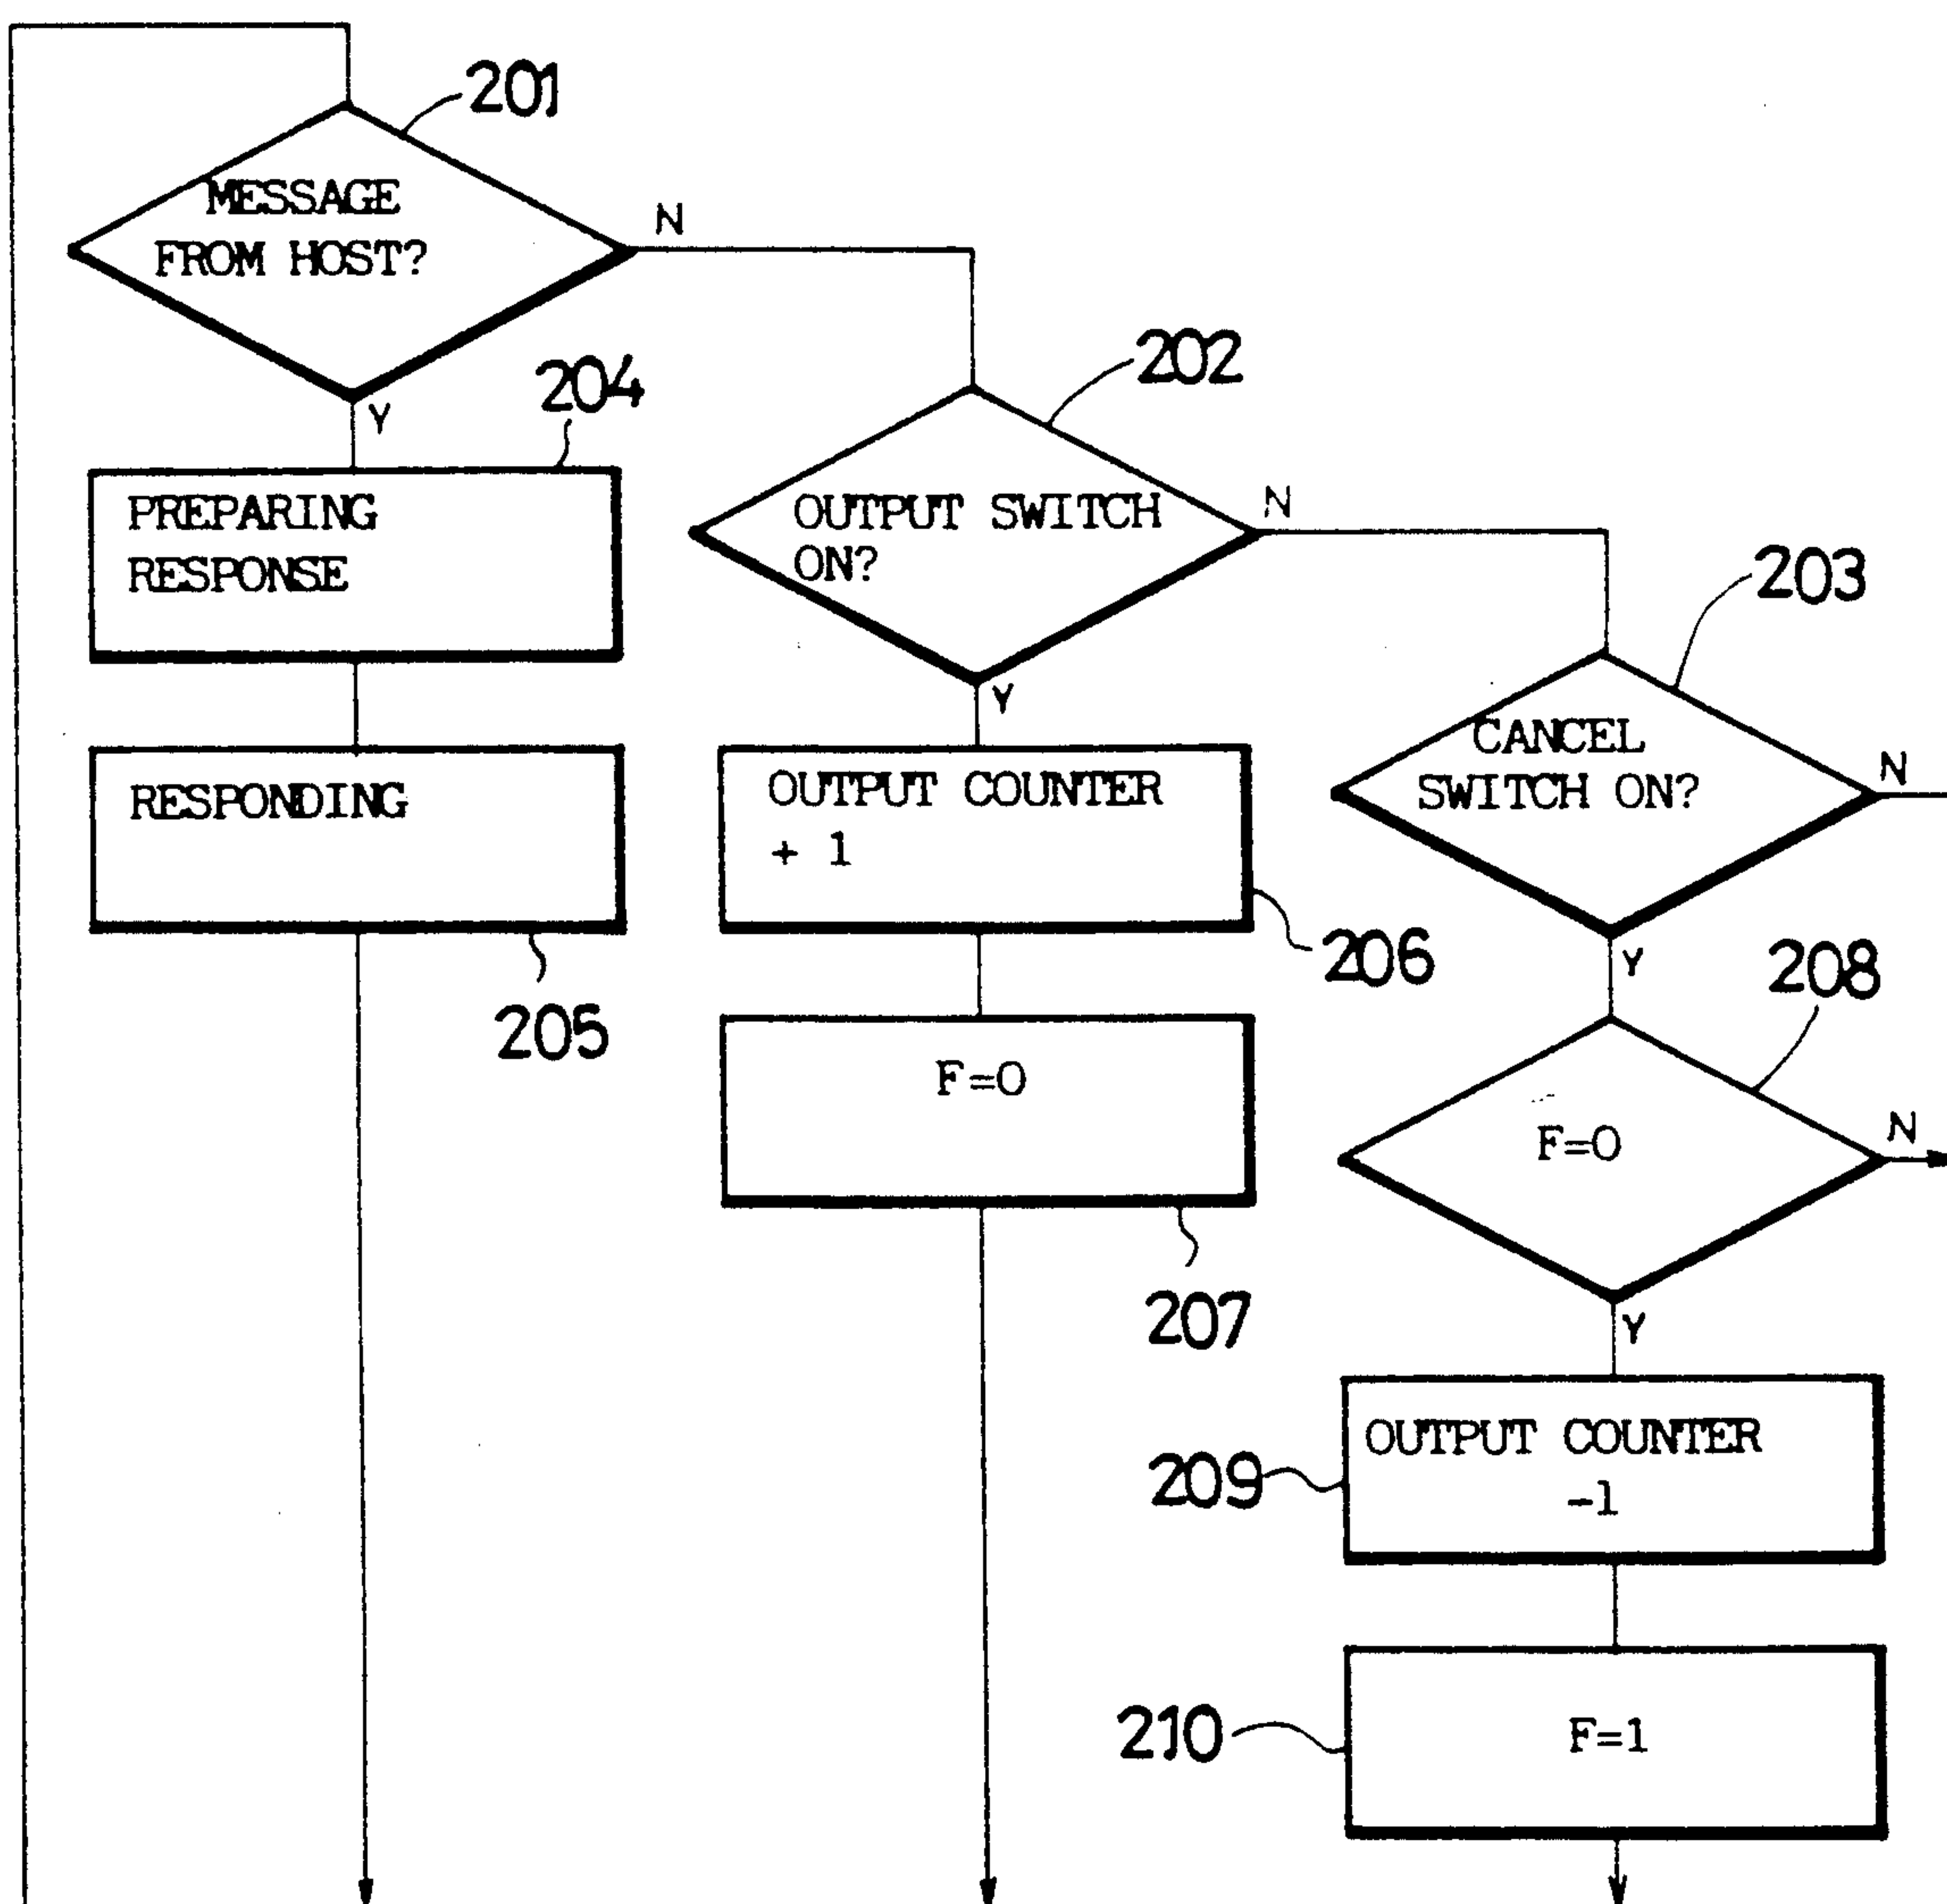 201
MESSAGE
FROM HOST?
N
Y
204
PREPARING
RESPONSE
RESPONDING
205
202
OUTPUT SWITCH
ON?
N
Y
OUTPUT COUNTER
+ 1
206
F=0
207
203
CANCEL
SWITCH ON?
N
Y
208
F=0
N
Y
OUTPUT COUNTER
-1
209
F=1
210